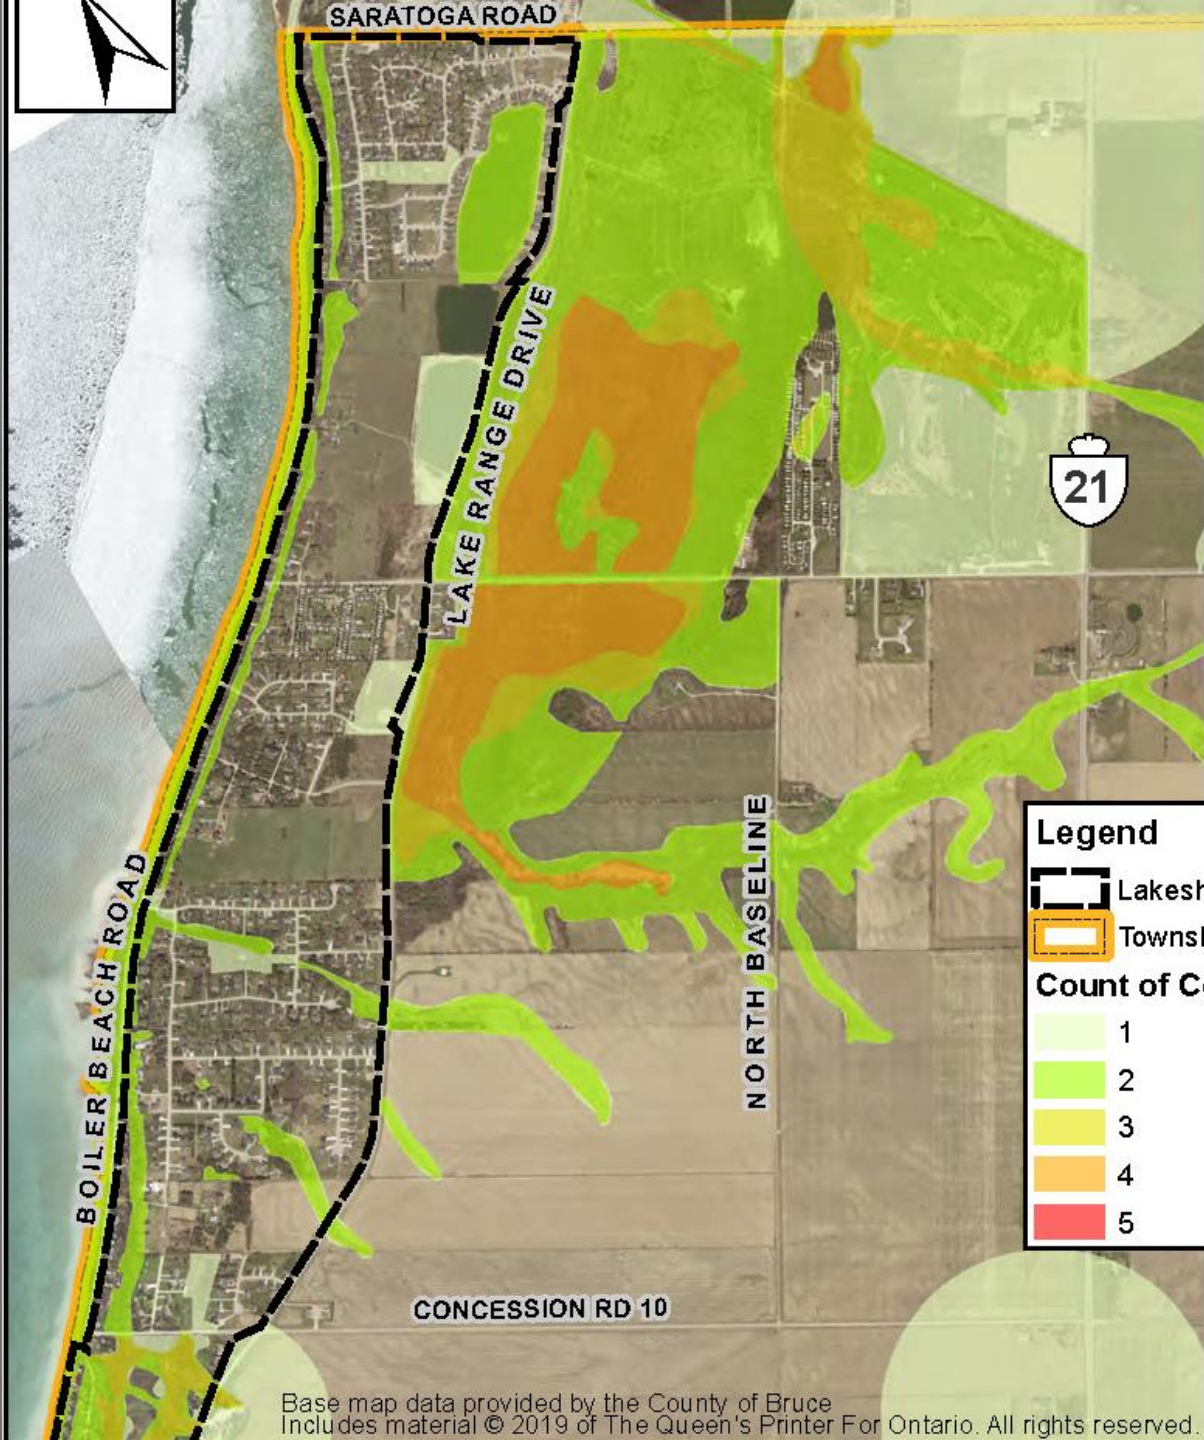 SARATOGA ROAD
LAKE RANGE DRIVE
21
BOILER BEACH ROAD
NORTH BASELINE
Legend
Count of
1
2
3
4
5
CONCESSION RD 10
Base map data provided by the County of Bruce
Includes material © 2019 of The Queen's Printer For Ontario. All rights reserved.